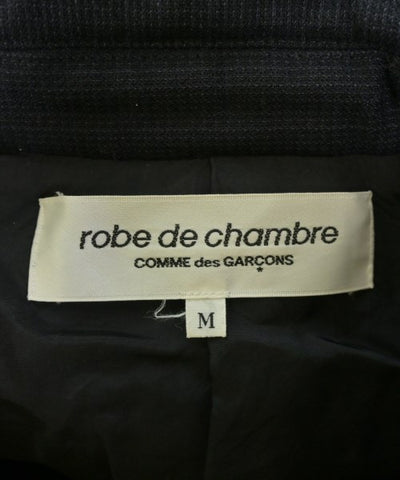 robe de chambre
COMME des GARÇONS
*
M